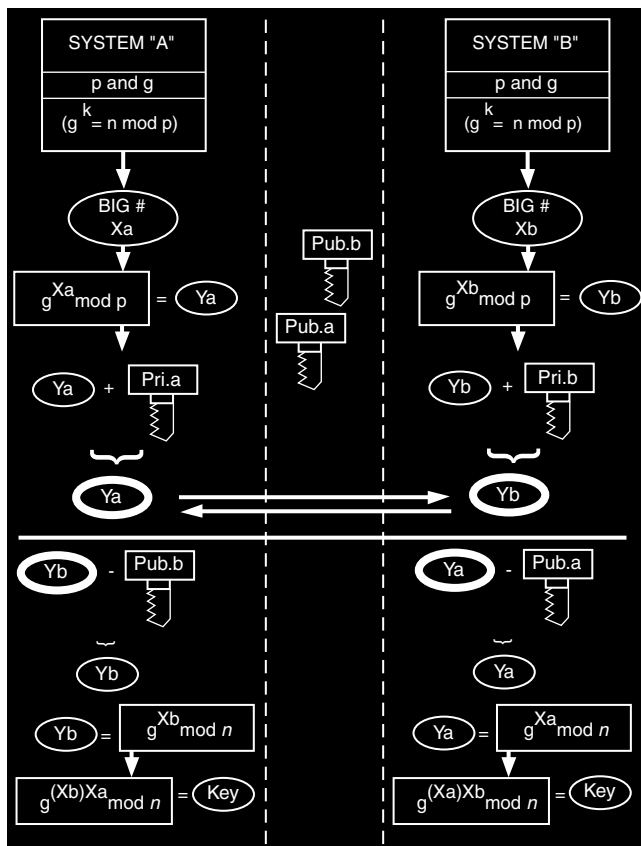 SYSTEM "A"
p and g
(g^k = n mod p)
BIG #
Xa
g^Xa mod p = Ya
Ya + Pri.a
Ya
Yb - Pub.b
Yb
Yb = g^Xb mod n
g^(Xb)Xa mod n = Key
Pub.b
Pub.a
SYSTEM "B"
p and g
(g^k = n mod p)
BIG #
Xb
g^Xb mod p = Yb
Yb + Pri.b
Yb
Ya - Pub.a
Ya
Ya = g^Xa mod n
g^(Xa)Xb mod n = Key